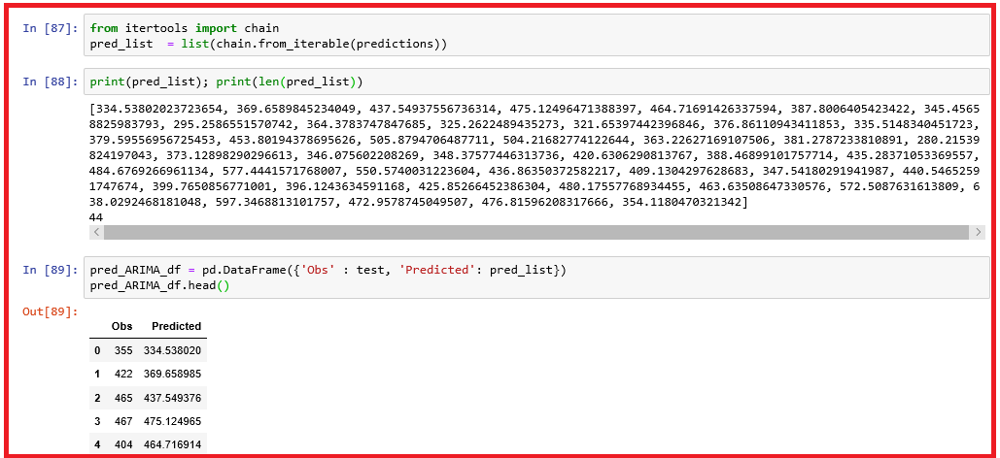 In [87]: from itertools import chain
pred_list  = list(chain.from_iterable(predictions))
In [88]: print(pred_list); print(len(pred_list))
[334.53802023723654, 369.6589845234049, 437.54937556736314, 475.12496471388397, 464.71691426337594, 387.8006405423422, 345.4565
8825983793, 295.2586551570742, 364.3783747847685, 325.2622489435273, 321.65397442396846, 376.86110943411853, 335.5148340451723,
379.59556956725453, 453.80194378695626, 505.8794706487711, 504.21682774122644, 363.22627169107506, 381.2787233810891, 280.21539
824197043, 373.12898290296613, 346.075602208269, 348.37577446313736, 420.6306290813767, 388.46899101757714, 435.28371053369557,
484.6769266961134, 577.4441571768007, 550.5740031223604, 436.86350372582217, 409.1304297628683, 347.54180291941987, 440.54652591747674, 399.7650856771001, 396.1243634591168, 425.85266452386304, 480.17557768934455, 463.63508647330576, 572.5087631613809, 6
38.0292468181048, 597.3468813101757, 472.9578745049507, 476.81596208317666, 354.1180470321342]
44
In [89]: pred_ARIMA_df = pd.DataFrame({'Obs' : test, 'Predicted': pred_list})
pred_ARIMA_df.head()
Out[89]:
Obs Predicted
0 355 334.538020
1 422 369.658985
2 465 437.549376
3 467 475.124965
4 404 464.716914